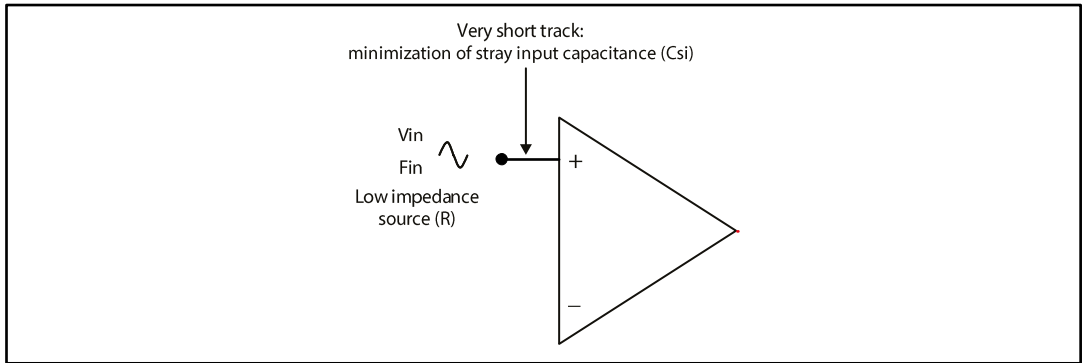 Very short track:
minimization of stray input capacitance (Csi)
Vin
+
Fin
Low impedance
source (R)
–